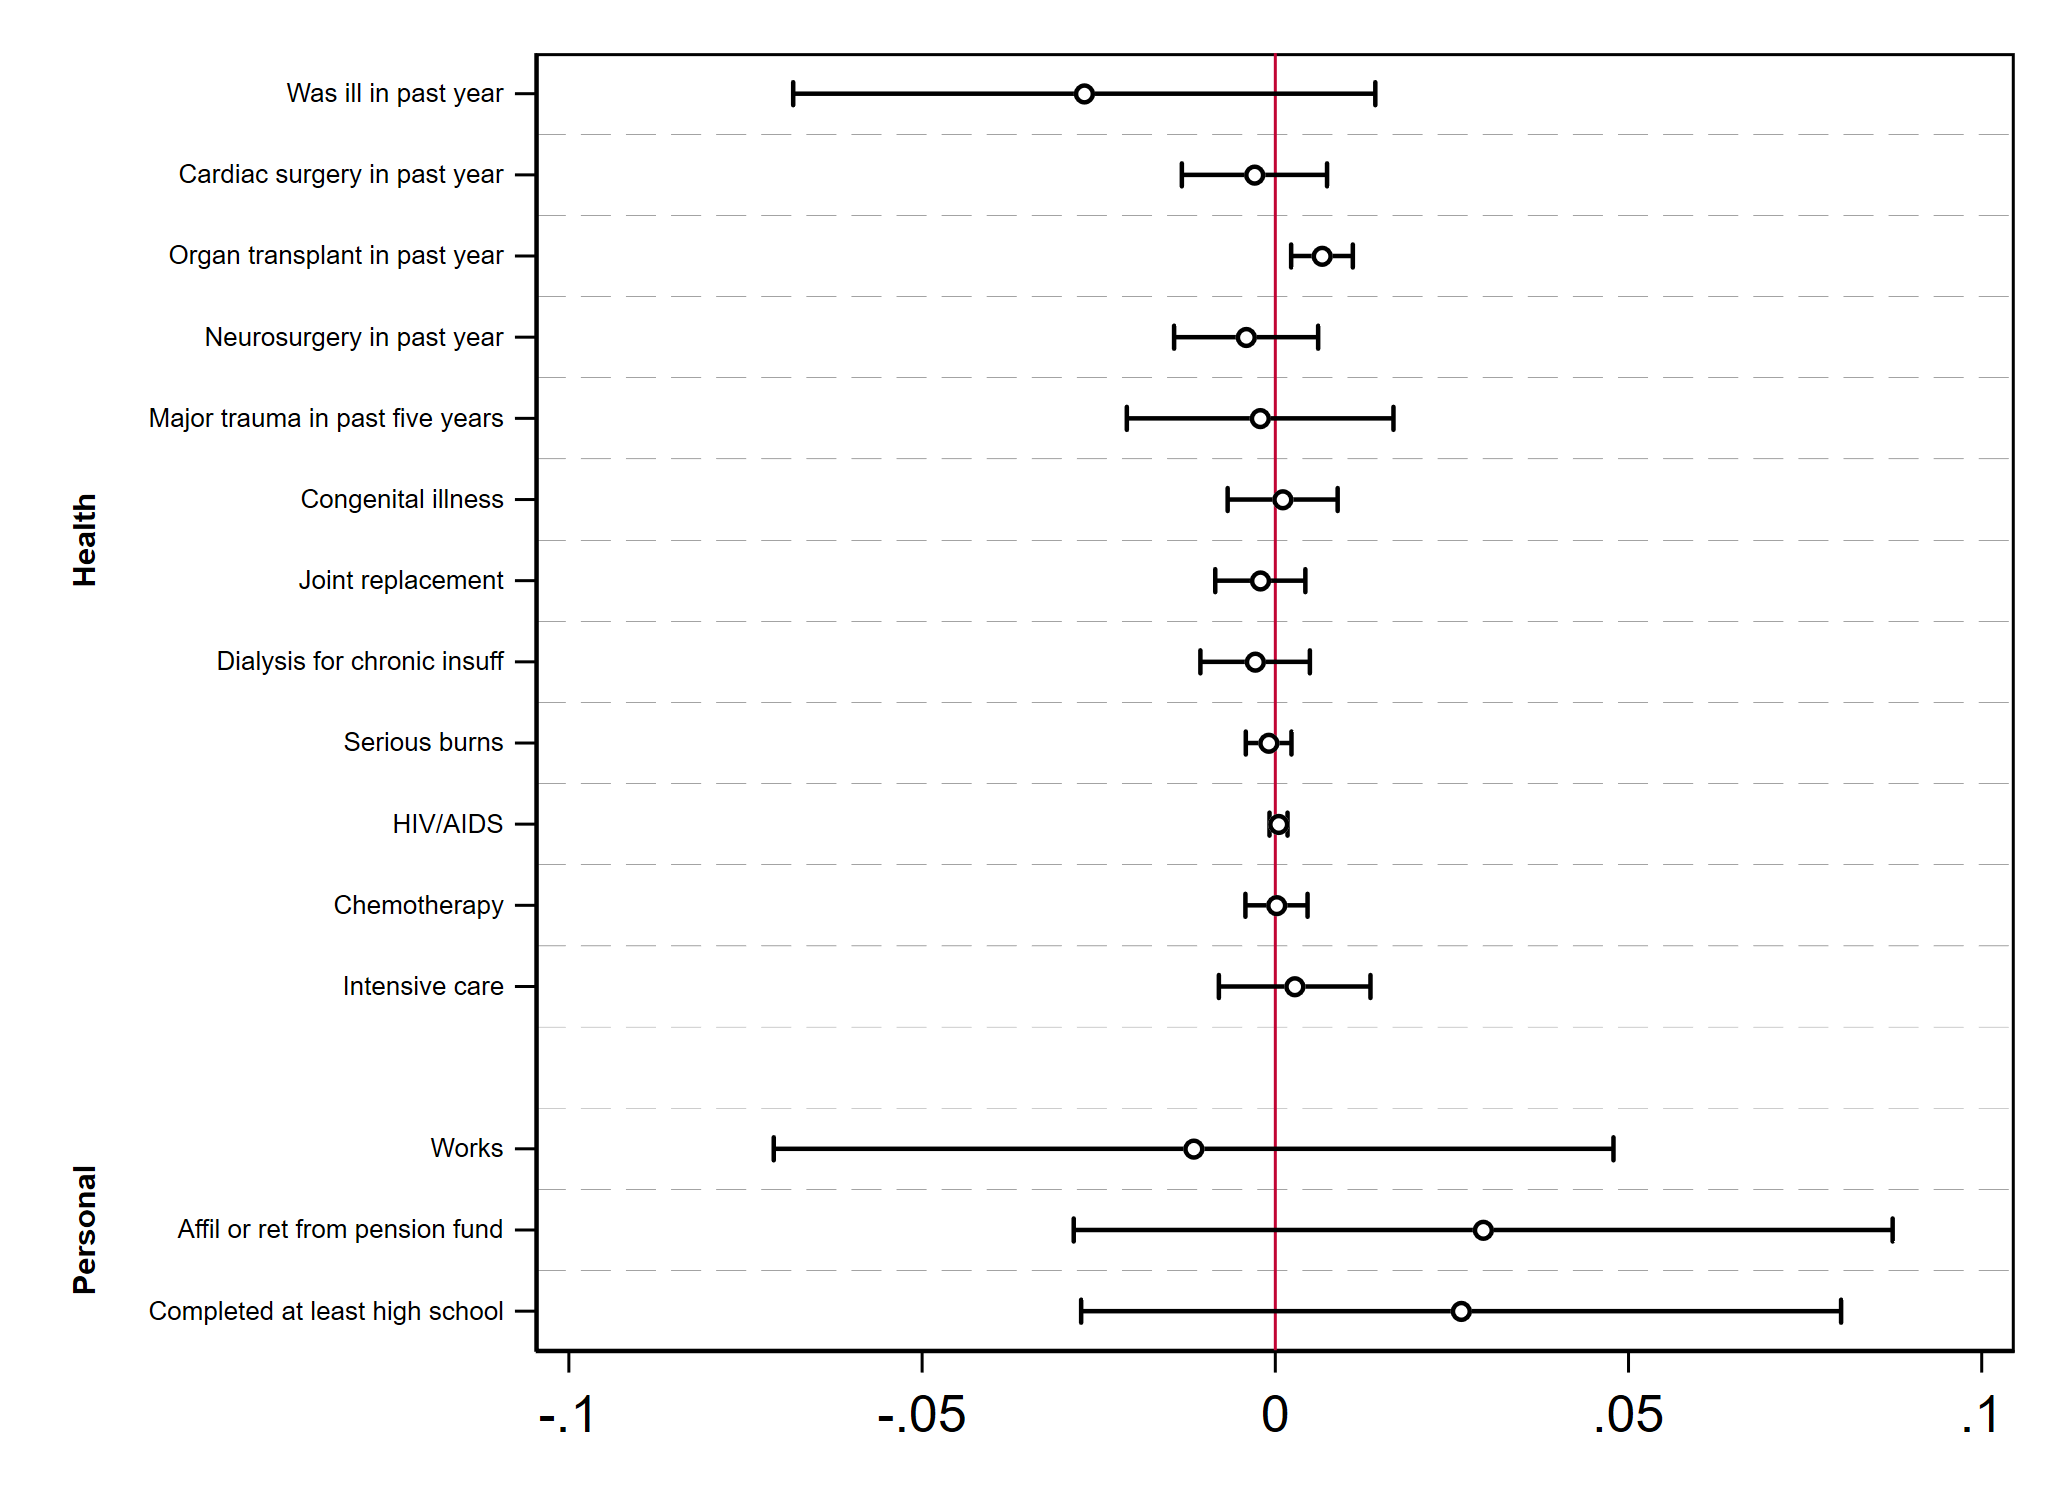 Health
Was ill in past year
Cardiac surgery in past year
Organ transplant in past year
Neurosurgery in past year
Major trauma in past five years
Congenital illness
Joint replacement
Dialysis for chronic insuff
Serious burns
HIV/AIDS
Chemotherapy
Intensive care
Personal
Works
Affil or ret from pension fund
Completed at least high school
-.1 -.05 0 .05 .1